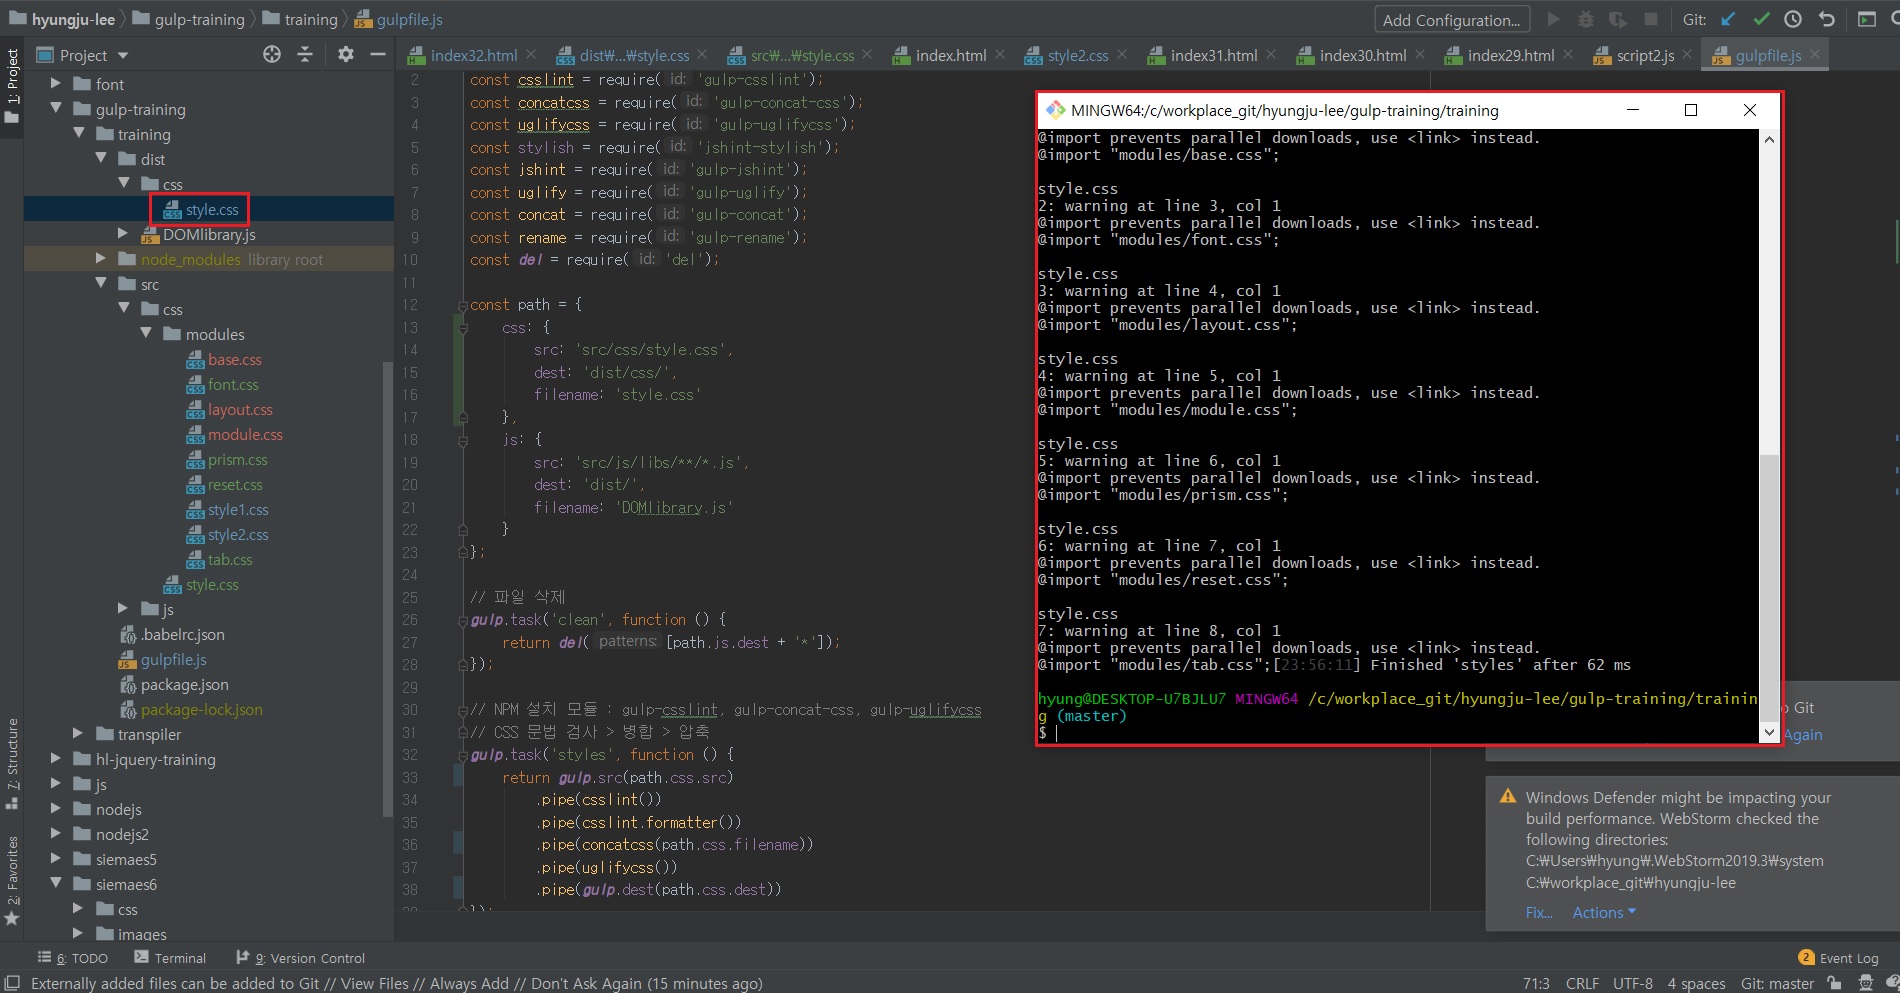 hyungju-lee gulp-training training gulpfile.js
Add Configuration... Git:
Project
index32.html dist₩...₩style.css src₩...₩style.css index.html style2.css index31.html index30.html index29.html script2.js gulpfile.js
1: Project
7: Structure
2: Favorites
font
gulp-training
training
dist
css
style.css
DOMlibrary.js
node_modules library root
src
css
modules
base.css
font.css
layout.css
module.css
prism.css
reset.css
style1.css
style2.css
tab.css
style.css
js
.babelrc.json
gulpfile.js
package.json
package-lock.json
transpiler
hl-jquery-training
js
nodejs
nodejs2
siemaes5
siemaes6
css
images
2 const csslint = require( id: 'gulp-csslint');
3 const concatcss = require( id: 'gulp-concat-css');
4 const uglifycss = require( id: 'gulp-uglifycss');
5 const stylish = require( id: 'jshint-stylish');
6 const jshint = require( id: 'gulp-jshint');
7 const uglify = require( id: 'gulp-uglify');
8 const concat = require( id: 'gulp-concat');
9 const rename = require( id: 'gulp-rename');
10 const del = require( id: 'del');
11
12 const path = {
13 css: {
14 src: 'src/css/style.css',
15 dest: 'dist/css/',
16 filename: 'style.css'
17 },
18 js: {
19 src: 'src/js/libs/**/*.js',
20 dest: 'dist/',
21 filename: 'DOMlibrary.js'
22 }
23 };
24
25 // 파일 삭제
26 gulp.task('clean', function () {
27 return del( patterns: [path.js.dest + '*']);
28 });
29
30 // NPM 설치 모듈 : gulp-csslint, gulp-concat-css, gulp-uglifycss
31 // CSS 문법 검사 > 병합 > 압축
32 gulp.task('styles', function () {
33 return gulp.src(path.css.src)
34 .pipe(csslint())
35 .pipe(csslint.formatter())
36 .pipe(concatcss(path.css.filename))
37 .pipe(uglifycss())
38 .pipe(gulp.dest(path.css.dest))
39 });
MINGW64:/c/workplace_git/hyungju-lee/gulp-training/training
@import prevents parallel downloads, use <link> instead.
@import "modules/base.css";
style.css
2: warning at line 3, col 1
@import prevents parallel downloads, use <link> instead.
@import "modules/font.css";
style.css
3: warning at line 4, col 1
@import prevents parallel downloads, use <link> instead.
@import "modules/layout.css";
style.css
4: warning at line 5, col 1
@import prevents parallel downloads, use <link> instead.
@import "modules/module.css";
style.css
5: warning at line 6, col 1
@import prevents parallel downloads, use <link> instead.
@import "modules/prism.css";
style.css
6: warning at line 7, col 1
@import prevents parallel downloads, use <link> instead.
@import "modules/reset.css";
style.css
7: warning at line 8, col 1
@import prevents parallel downloads, use <link> instead.
@import "modules/tab.css";[23:56:11] Finished 'styles' after 62 ms
hyung@DESKTOP-U7BJLU7 MINGW64 /c/workplace_git/hyungju-lee/gulp-training/trainin
g (master)
$
Git
Again
Windows Defender might be impacting your
build performance. WebStorm checked the
following directories:
C:₩Users₩hyung₩.WebStorm2019.3₩system
C:₩workplace_git₩hyungju-lee
Fix... Actions
6: TODO Terminal 9: Version Control 2 Event Log
Externally added files can be added to Git // View Files // Always Add // Don't Ask Again (15 minutes ago) 71:3 CRLF UTF-8 4 spaces Git: master